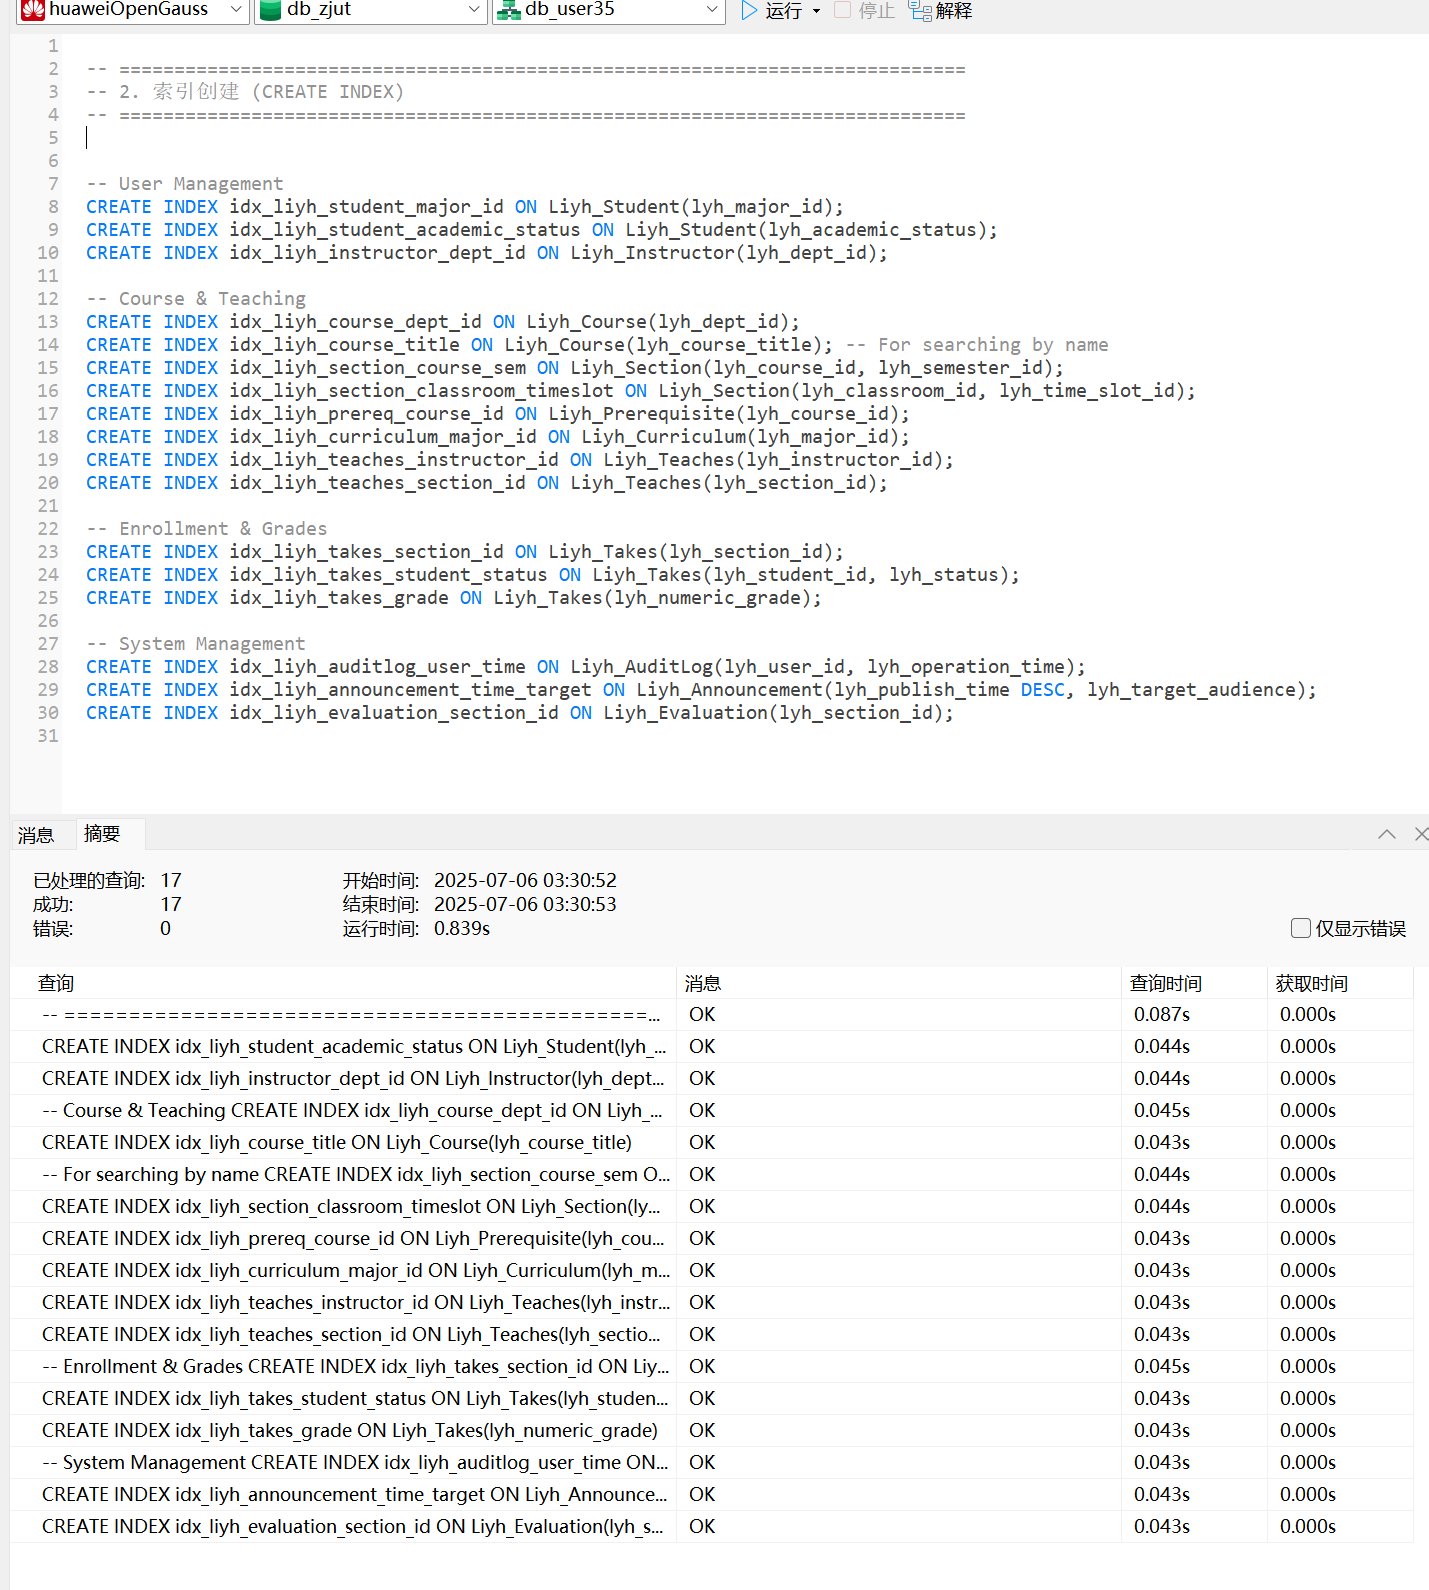 huaweiOpenGauss db_zjut db_user35 运行 停止 解释
1
2 -- =============================================================================
3 -- 2. 索引创建 (CREATE INDEX)
4 -- =============================================================================
5
6
7 -- User Management
8 CREATE INDEX idx_liyh_student_major_id ON Liyh_Student(lyh_major_id);
9 CREATE INDEX idx_liyh_student_academic_status ON Liyh_Student(lyh_academic_status);
10 CREATE INDEX idx_liyh_instructor_dept_id ON Liyh_Instructor(lyh_dept_id);
11
12 -- Course & Teaching
13 CREATE INDEX idx_liyh_course_dept_id ON Liyh_Course(lyh_dept_id);
14 CREATE INDEX idx_liyh_course_title ON Liyh_Course(lyh_course_title); -- For searching by name
15 CREATE INDEX idx_liyh_section_course_sem ON Liyh_Section(lyh_course_id, lyh_semester_id);
16 CREATE INDEX idx_liyh_section_classroom_timeslot ON Liyh_Section(lyh_classroom_id, lyh_time_slot_id);
17 CREATE INDEX idx_liyh_prereq_course_id ON Liyh_Prerequisite(lyh_course_id);
18 CREATE INDEX idx_liyh_curriculum_major_id ON Liyh_Curriculum(lyh_major_id);
19 CREATE INDEX idx_liyh_teaches_instructor_id ON Liyh_Teaches(lyh_instructor_id);
20 CREATE INDEX idx_liyh_teaches_section_id ON Liyh_Teaches(lyh_section_id);
21
22 -- Enrollment & Grades
23 CREATE INDEX idx_liyh_takes_section_id ON Liyh_Takes(lyh_section_id);
24 CREATE INDEX idx_liyh_takes_student_status ON Liyh_Takes(lyh_student_id, lyh_status);
25 CREATE INDEX idx_liyh_takes_grade ON Liyh_Takes(lyh_numeric_grade);
26
27 -- System Management
28 CREATE INDEX idx_liyh_auditlog_user_time ON Liyh_AuditLog(lyh_user_id, lyh_operation_time);
29 CREATE INDEX idx_liyh_announcement_time_target ON Liyh_Announcement(lyh_publish_time DESC, lyh_target_audience);
30 CREATE INDEX idx_liyh_evaluation_section_id ON Liyh_Evaluation(lyh_section_id);
31
消息 摘要
已处理的查询: 17 开始时间: 2025-07-06 03:30:52
成功: 17 结束时间: 2025-07-06 03:30:53
错误: 0 运行时间: 0.839s 仅显示错误
查询 消息 查询时间 获取时间
-- =============================================... OK 0.087s 0.000s
CREATE INDEX idx_liyh_student_academic_status ON Liyh_Student(lyh_... OK 0.044s 0.000s
CREATE INDEX idx_liyh_instructor_dept_id ON Liyh_Instructor(lyh_dept... OK 0.044s 0.000s
-- Course & Teaching CREATE INDEX idx_liyh_course_dept_id ON Liyh_... OK 0.045s 0.000s
CREATE INDEX idx_liyh_course_title ON Liyh_Course(lyh_course_title) OK 0.043s 0.000s
-- For searching by name CREATE INDEX idx_liyh_section_course_sem O... OK 0.044s 0.000s
CREATE INDEX idx_liyh_section_classroom_timeslot ON Liyh_Section(ly... OK 0.044s 0.000s
CREATE INDEX idx_liyh_prereq_course_id ON Liyh_Prerequisite(lyh_cou... OK 0.043s 0.000s
CREATE INDEX idx_liyh_curriculum_major_id ON Liyh_Curriculum(lyh_m... OK 0.043s 0.000s
CREATE INDEX idx_liyh_teaches_instructor_id ON Liyh_Teaches(lyh_instr... OK 0.043s 0.000s
CREATE INDEX idx_liyh_teaches_section_id ON Liyh_Teaches(lyh_sectio... OK 0.043s 0.000s
-- Enrollment & Grades CREATE INDEX idx_liyh_takes_section_id ON Liy... OK 0.045s 0.000s
CREATE INDEX idx_liyh_takes_student_status ON Liyh_Takes(lyh_studen... OK 0.043s 0.000s
CREATE INDEX idx_liyh_takes_grade ON Liyh_Takes(lyh_numeric_grade) OK 0.043s 0.000s
-- System Management CREATE INDEX idx_liyh_auditlog_user_time ON... OK 0.043s 0.000s
CREATE INDEX idx_liyh_announcement_time_target ON Liyh_Announce... OK 0.043s 0.000s
CREATE INDEX idx_liyh_evaluation_section_id ON Liyh_Evaluation(lyh_s... OK 0.043s 0.000s